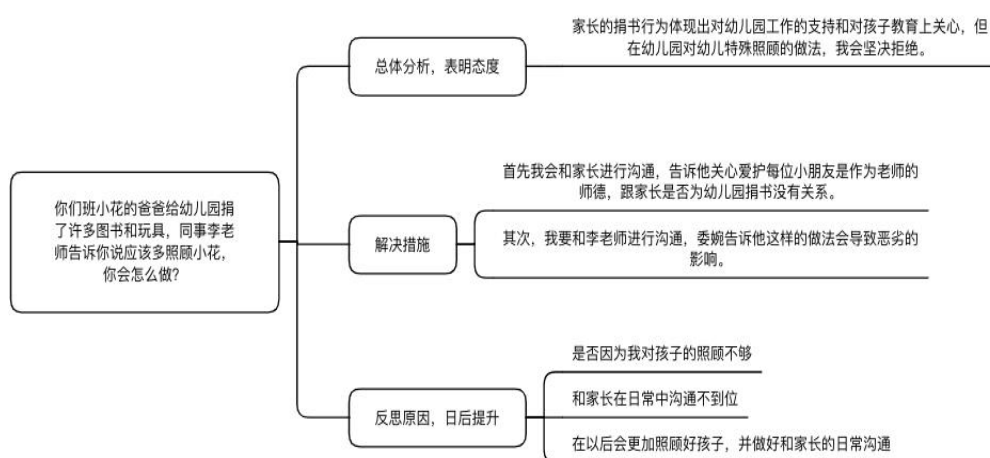 你们班小花的爸爸给幼儿园捐
了许多图书和玩具，同事李老
师告诉你说应该多照顾小花，
你会怎么做？
总体分析，表明态度
家长的捐书行为体现出对幼儿园工作的支持和对孩子教育上关心，但
在幼儿园对幼儿特殊照顾的做法，我会坚决拒绝。
解决措施
首先我会和家长进行沟通，告诉他关心爱护每位小朋友是作为老师的
师德，跟家长是否为幼儿园捐书没有关系。
其次，我要和李老师进行沟通，委婉告诉他这样的做法会导致恶劣的
影响。
反思原因，日后提升
是否因为我对孩子的照顾不够
和家长在日常中沟通不到位
在以后会更加照顾好孩子，并做好和家长的日常沟通